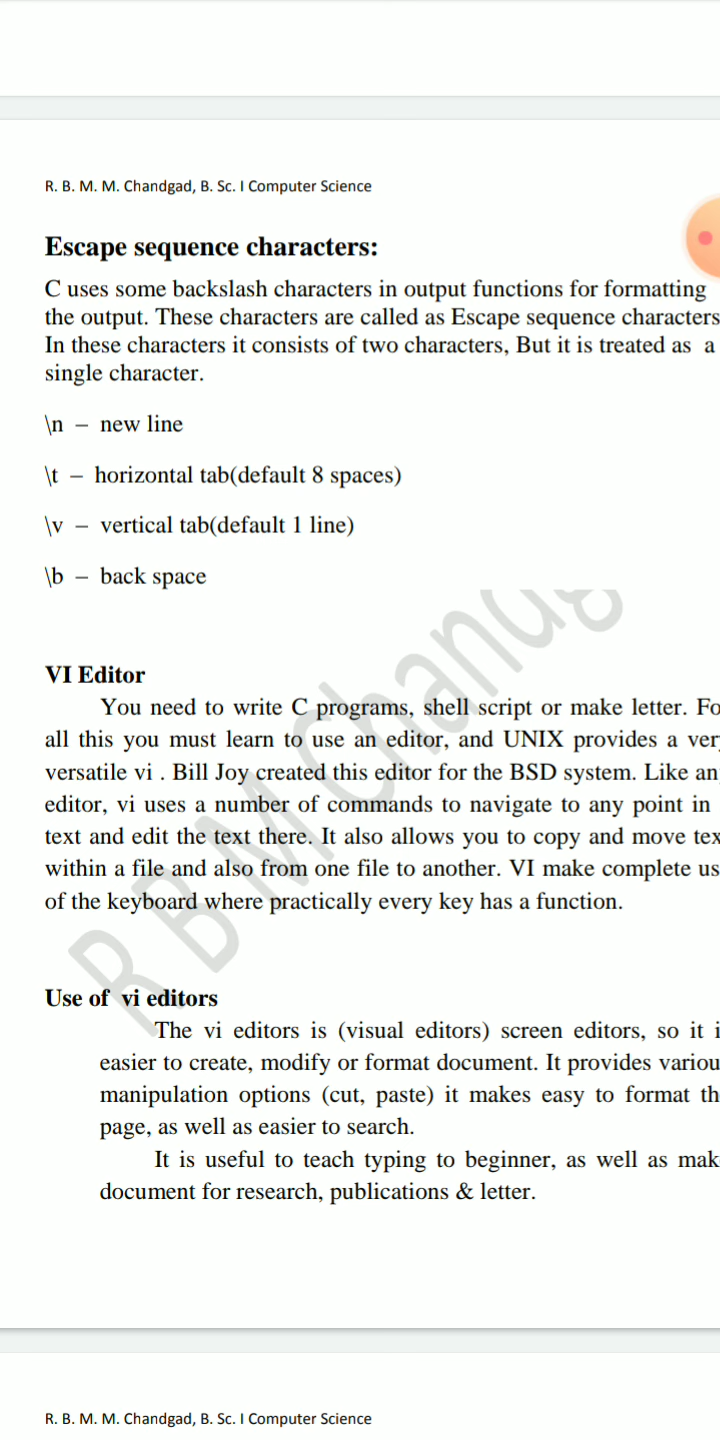 R. B. M. M. Chandgad, B. Sc. I Computer Science
Escape sequence characters:
C uses some backslash characters in output functions for formatting
the output. These characters are called as Escape sequence characters
In these characters it consists of two characters, But it is treated as a
single character.
\n – new line
\t – horizontal tab(default 8 spaces)
\v – vertical tab(default 1 line)
\b – back space
R B M Chandg
VI Editor
You need to write C programs, shell script or make letter. Fo
all this you must learn to use an editor, and UNIX provides a ver
versatile vi . Bill Joy created this editor for the BSD system. Like an
editor, vi uses a number of commands to navigate to any point in
text and edit the text there. It also allows you to copy and move tex
within a file and also from one file to another. VI make complete us
of the keyboard where practically every key has a function.
Use of vi editors
The vi editors is (visual editors) screen editors, so it i
easier to create, modify or format document. It provides variou
manipulation options (cut, paste) it makes easy to format th
page, as well as easier to search.
It is useful to teach typing to beginner, as well as mak
document for research, publications & letter.
R. B. M. M. Chandgad, B. Sc. I Computer Science